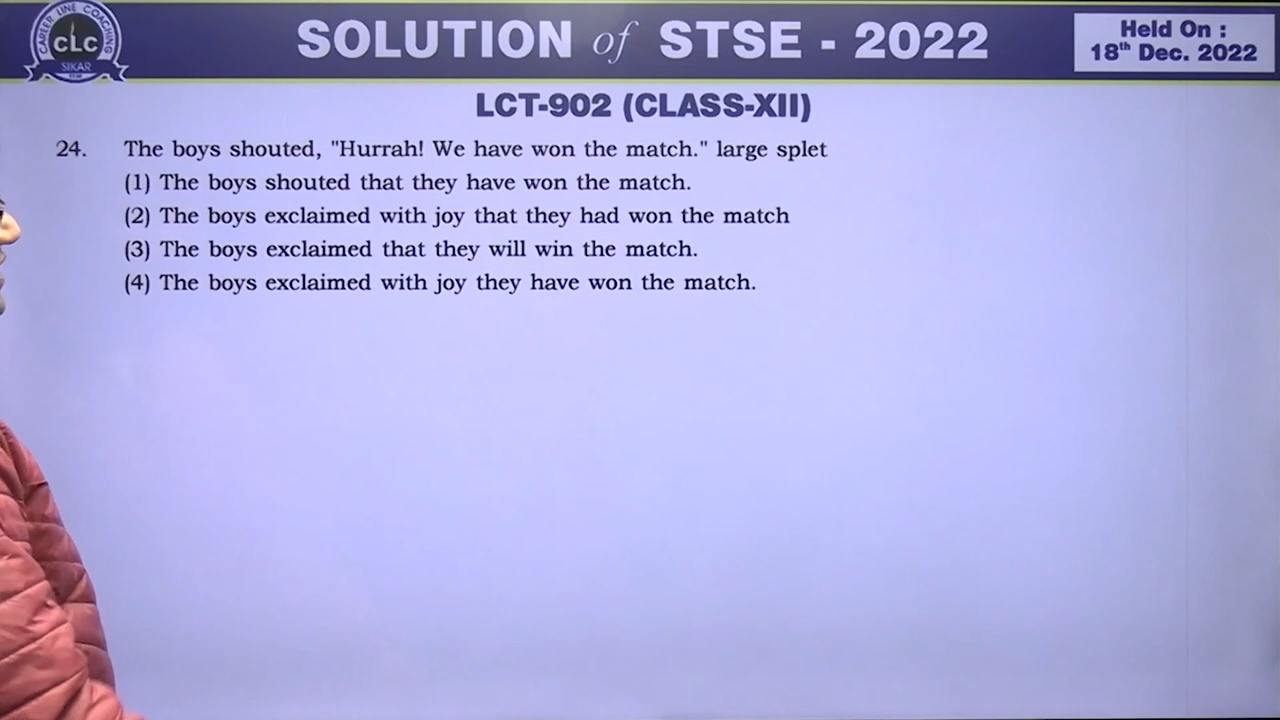 CAREER LINE COACHING
CLC
SIKAR
SOLUTION of STSE - 2022
Held On :
18th Dec. 2022
LCT-902 (CLASS-XII)
24. The boys shouted, "Hurrah! We have won the match." large splet
(1) The boys shouted that they have won the match.
(2) The boys exclaimed with joy that they had won the match
(3) The boys exclaimed that they will win the match.
(4) The boys exclaimed with joy they have won the match.